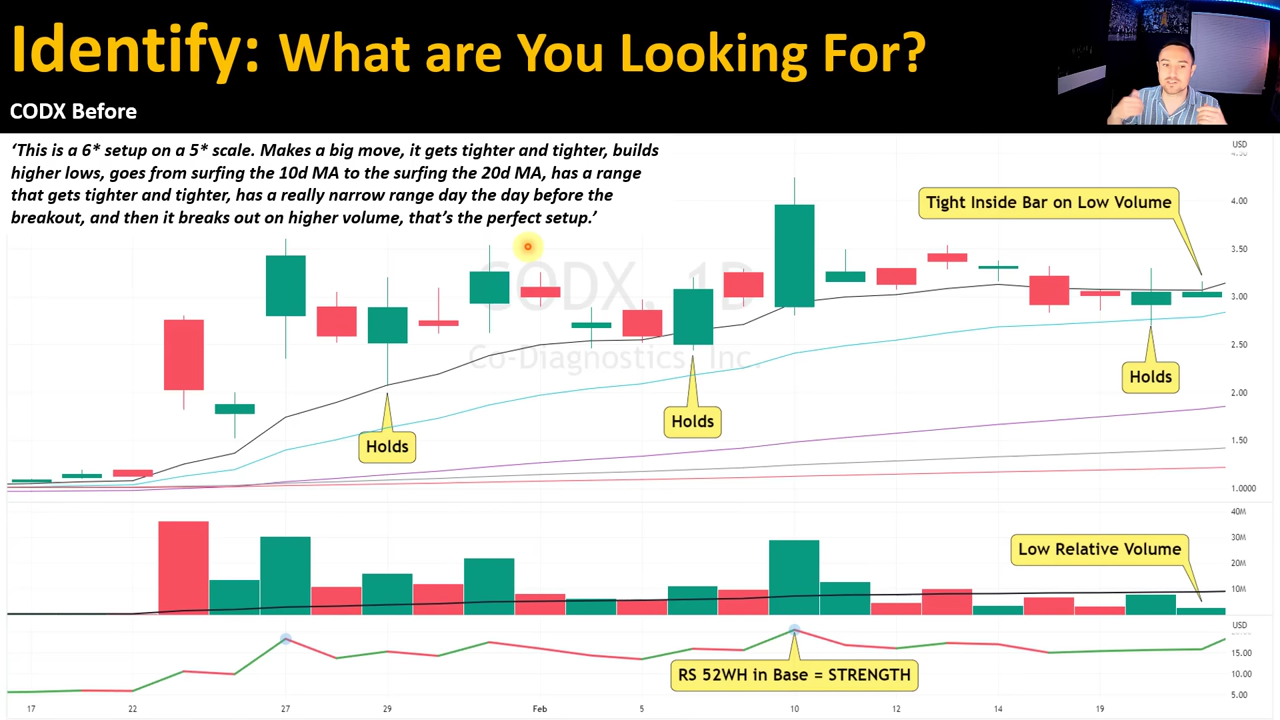 Identify: What are You Looking For?
CODX Before
‘This is a 6* setup on a 5* scale. Makes a big move, it gets tighter and tighter, builds
higher lows, goes from surfing the 10d MA to the surfing the 20d MA, has a range
that gets tighter and tighter, has a really narrow range day the day before the
breakout, and then it breaks out on higher volume, that’s the perfect setup.’
USD
4.50
Tight Inside Bar on Low Volume
4.00
3.50
CODX, 1D
3.00
2.50
Co-Diagnostics, Inc.
Holds
2.00
Holds
Holds
1.50
1.0000
40M
Low Relative Volume
30M
20M
10M
USD
15.00
RS 52WH in Base = STRENGTH
10.00
5.00
17 22 27 29 Feb 5 10 12 14 19